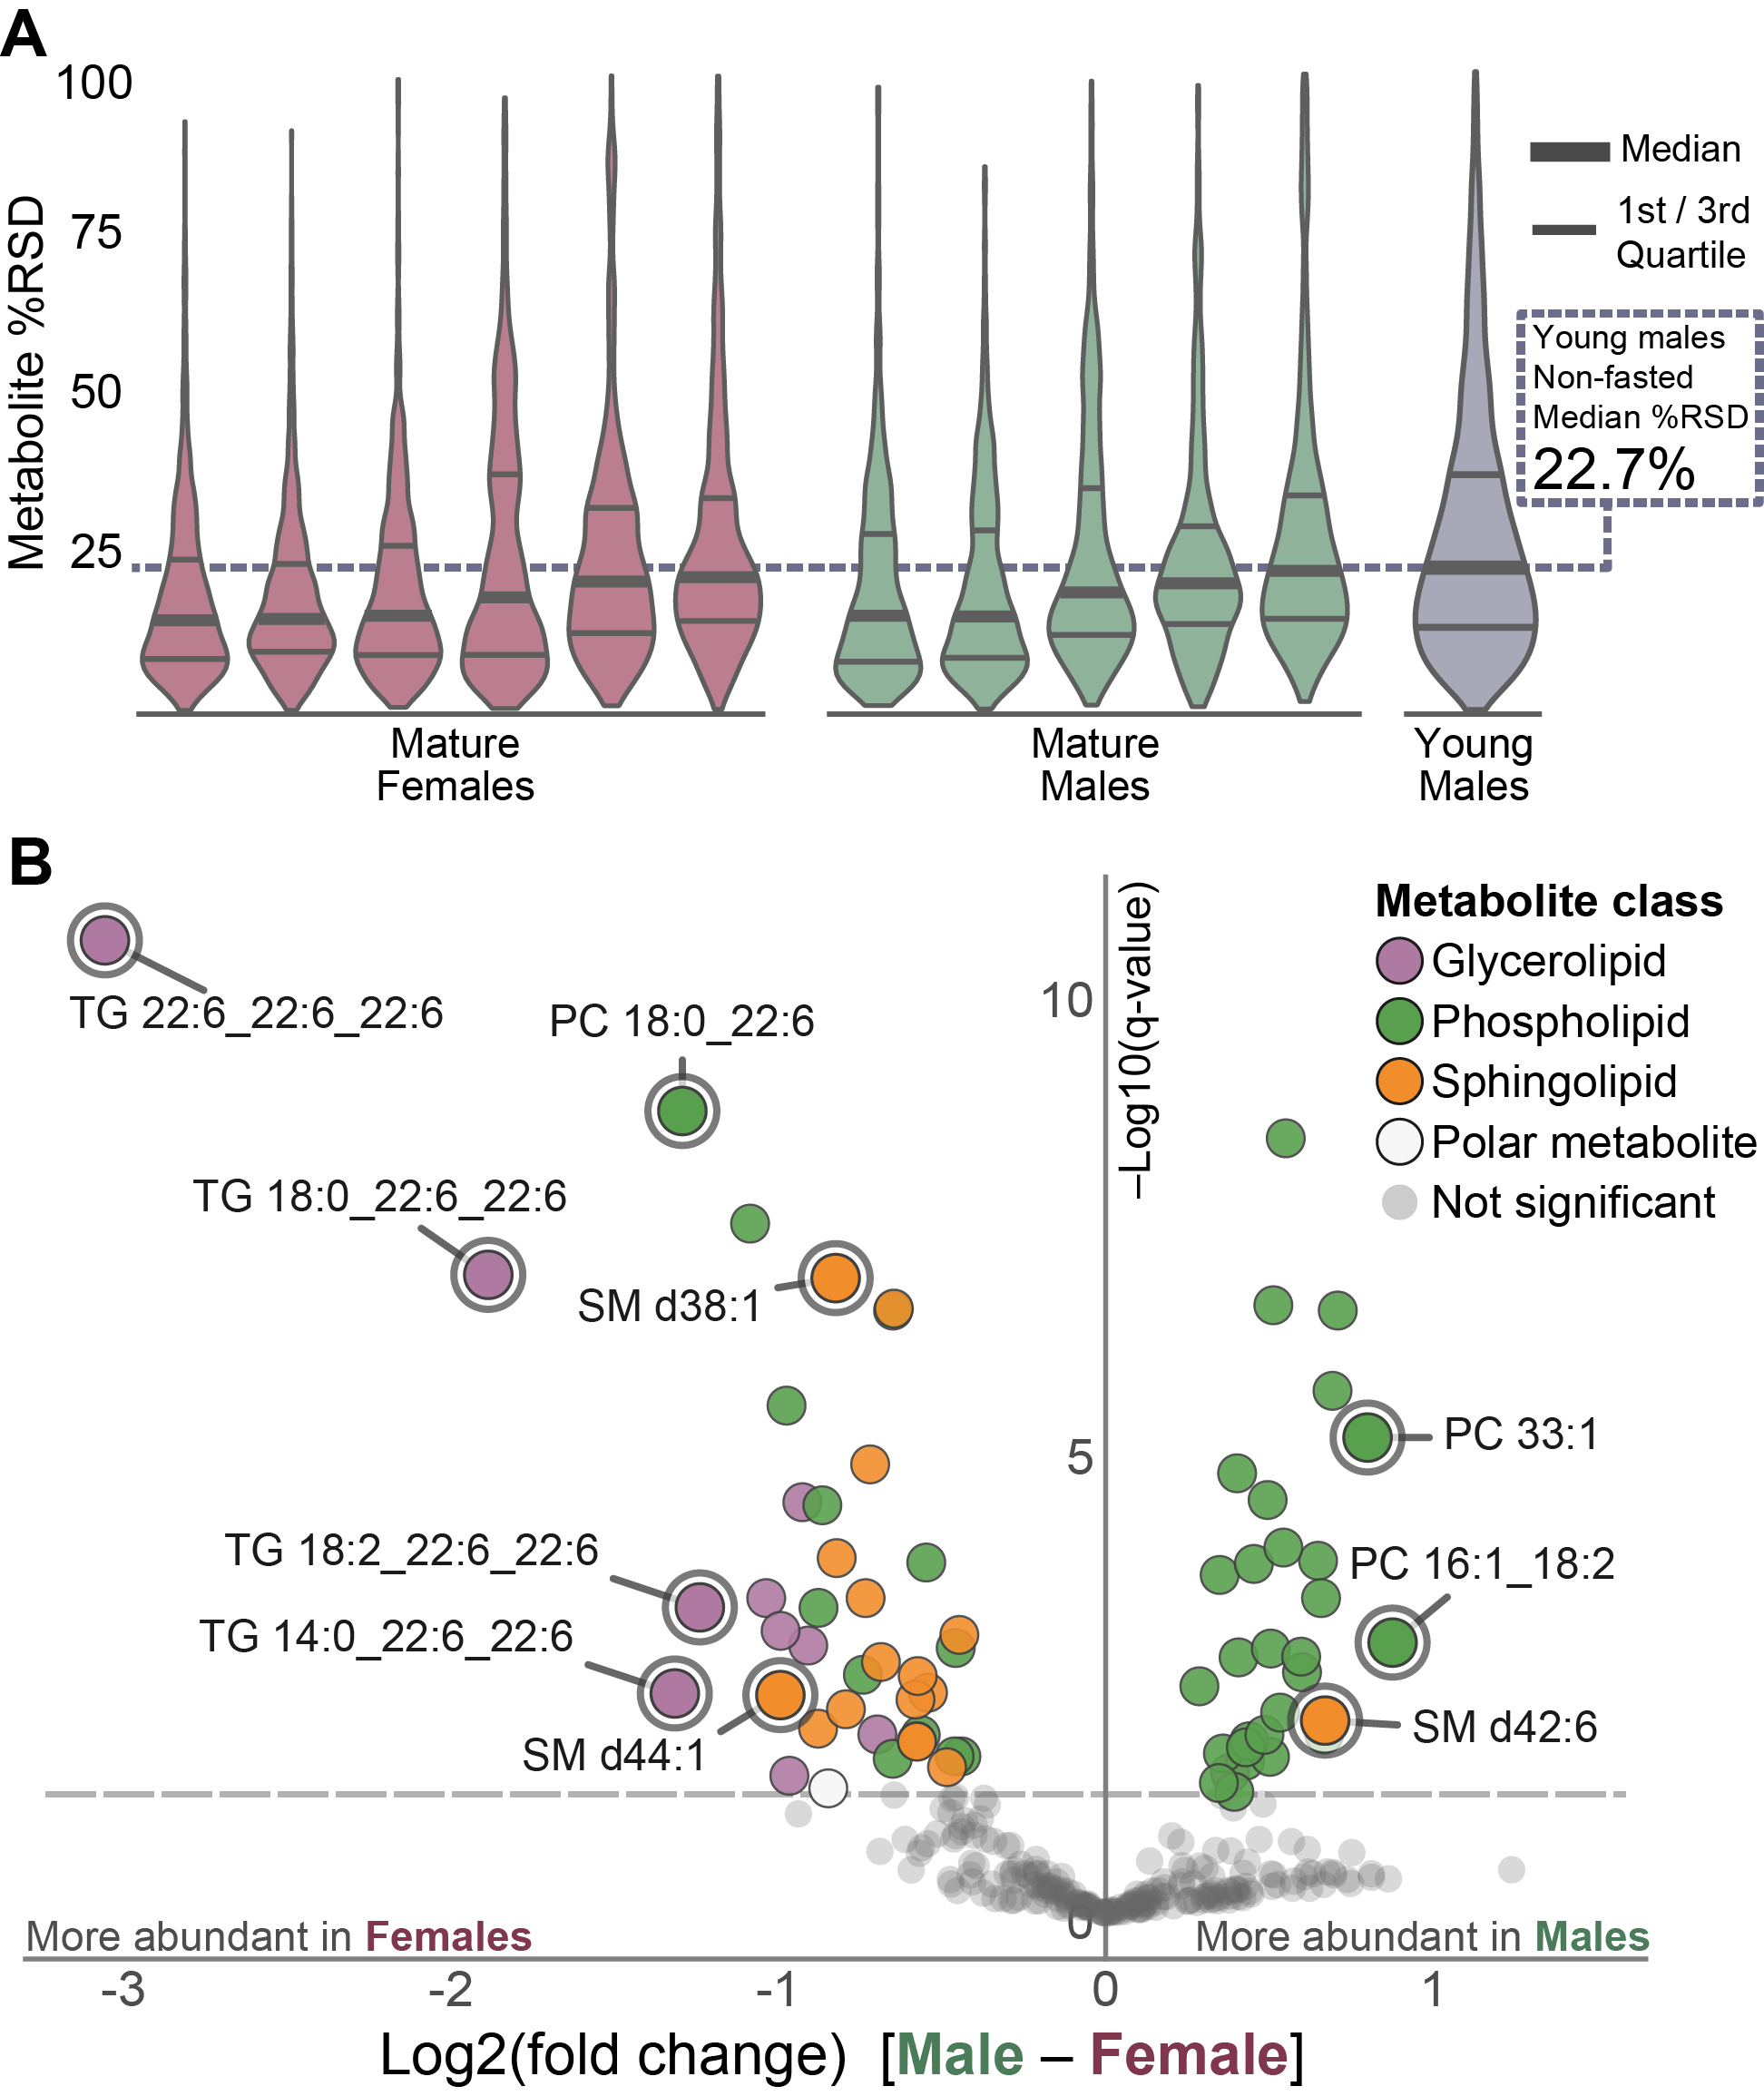 A
100
75
50
25
Metabolite %RSD
Median
1st / 3rd
Quartile
Young males
Non-fasted
Median %RSD
22.7%
Mature
Females
Mature
Males
Young
Males
B
–Log10(q-value)
10
5
0
Metabolite class
Glycerolipid
Phospholipid
Sphingolipid
Polar metabolite
Not significant
TG 22:6_22:6_22:6
PC 18:0_22:6
TG 18:0_22:6_22:6
SM d38:1
PC 33:1
TG 18:2_22:6_22:6
PC 16:1_18:2
TG 14:0_22:6_22:6
SM d44:1
SM d42:6
More abundant in Females
More abundant in Males
-3
-2
-1
0
1
Log2(fold change) [Male – Female]